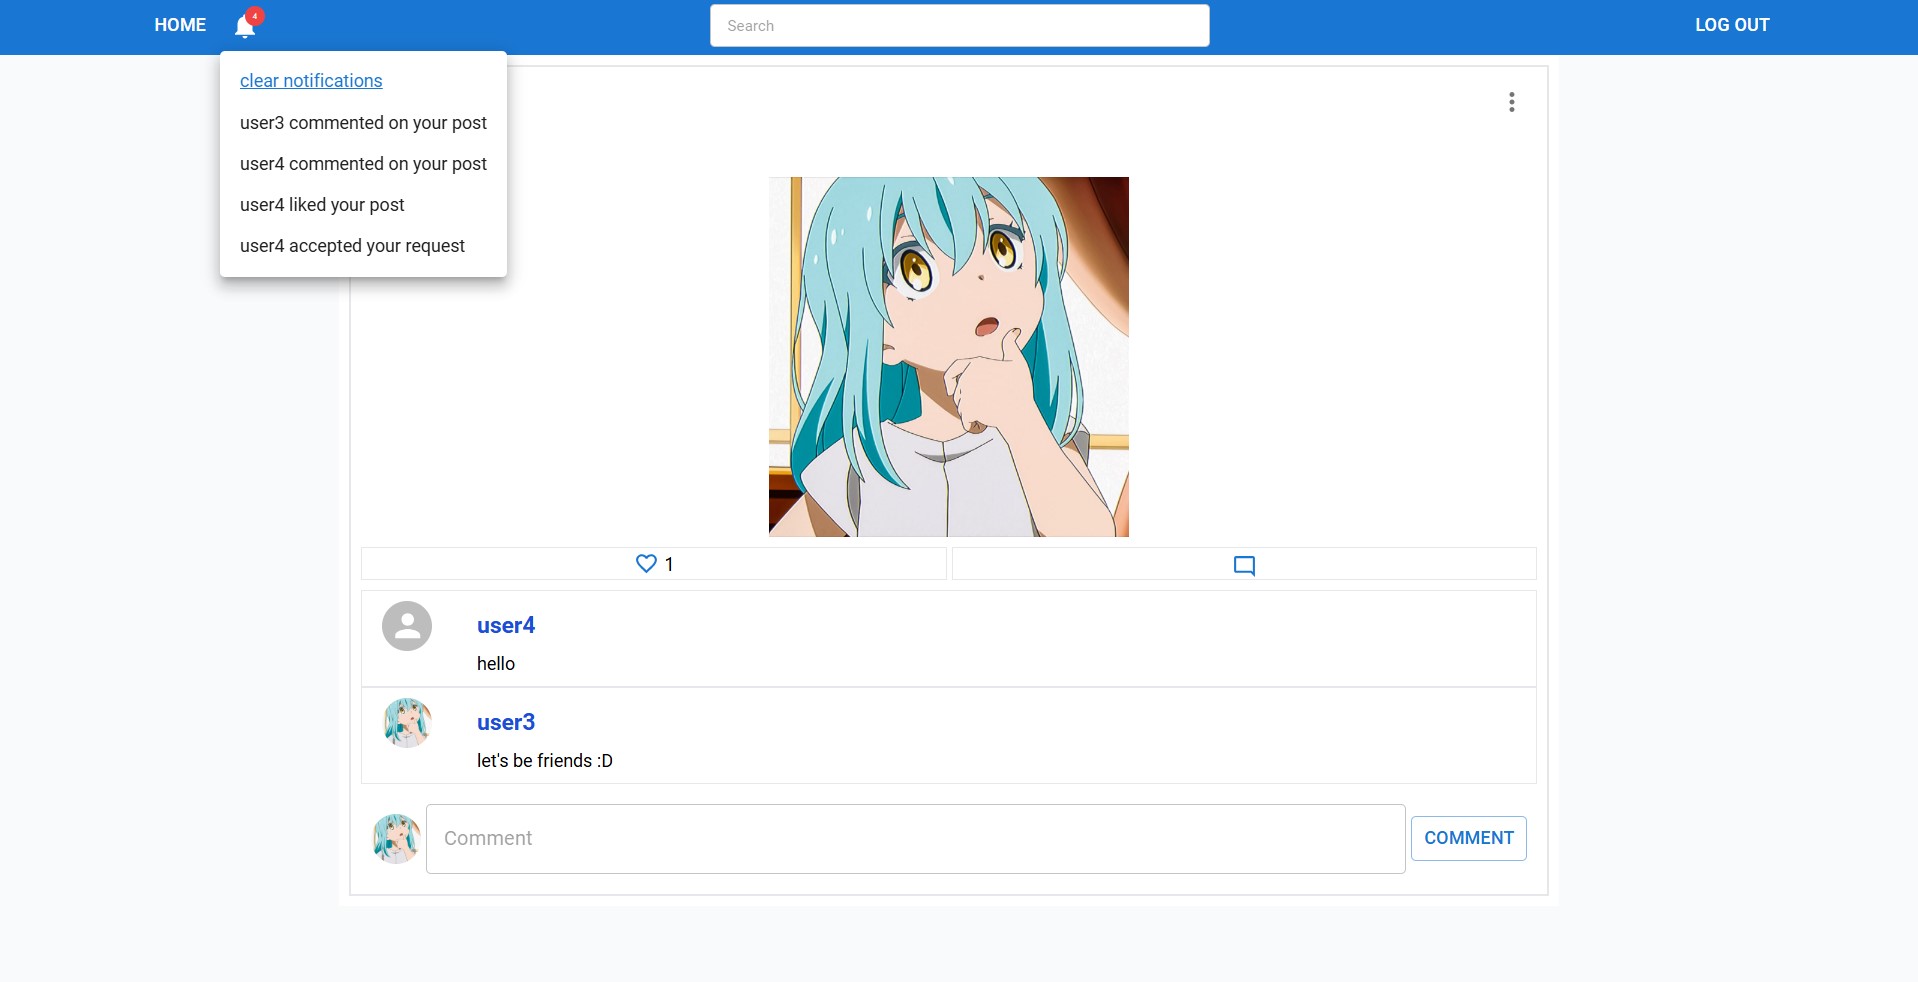 HOME
4
Search
LOG OUT
clear notifications
user3 commented on your post
user4 commented on your post
user4 liked your post
user4 accepted your request
1
user4
hello
user3
let's be friends :D
Comment
COMMENT